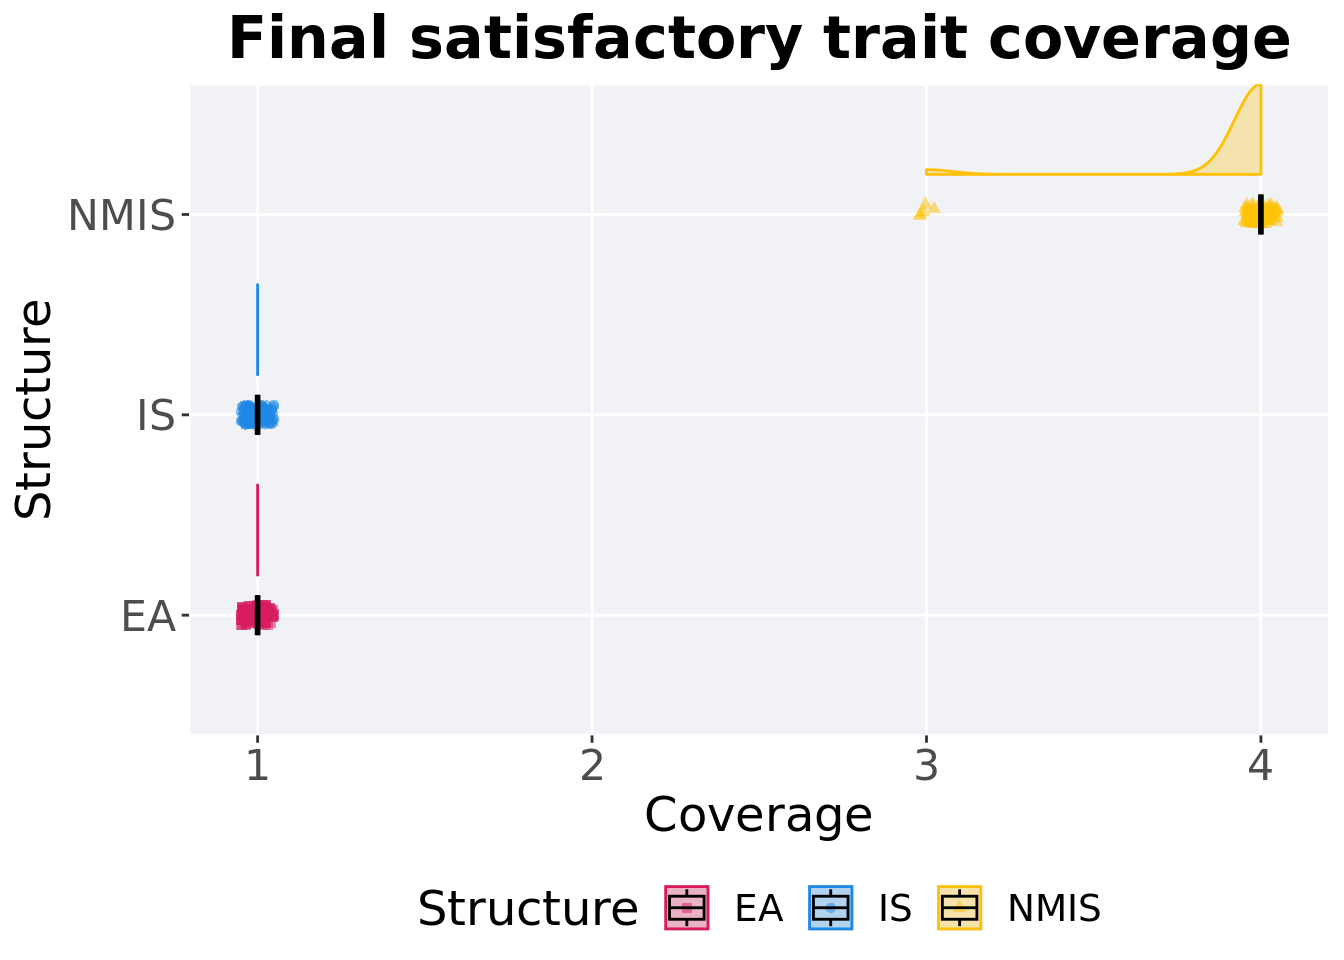 Final satisfactory trait coverage
Structure
NMIS
IS
EA
1 2 3 4
Coverage
Structure EA IS NMIS